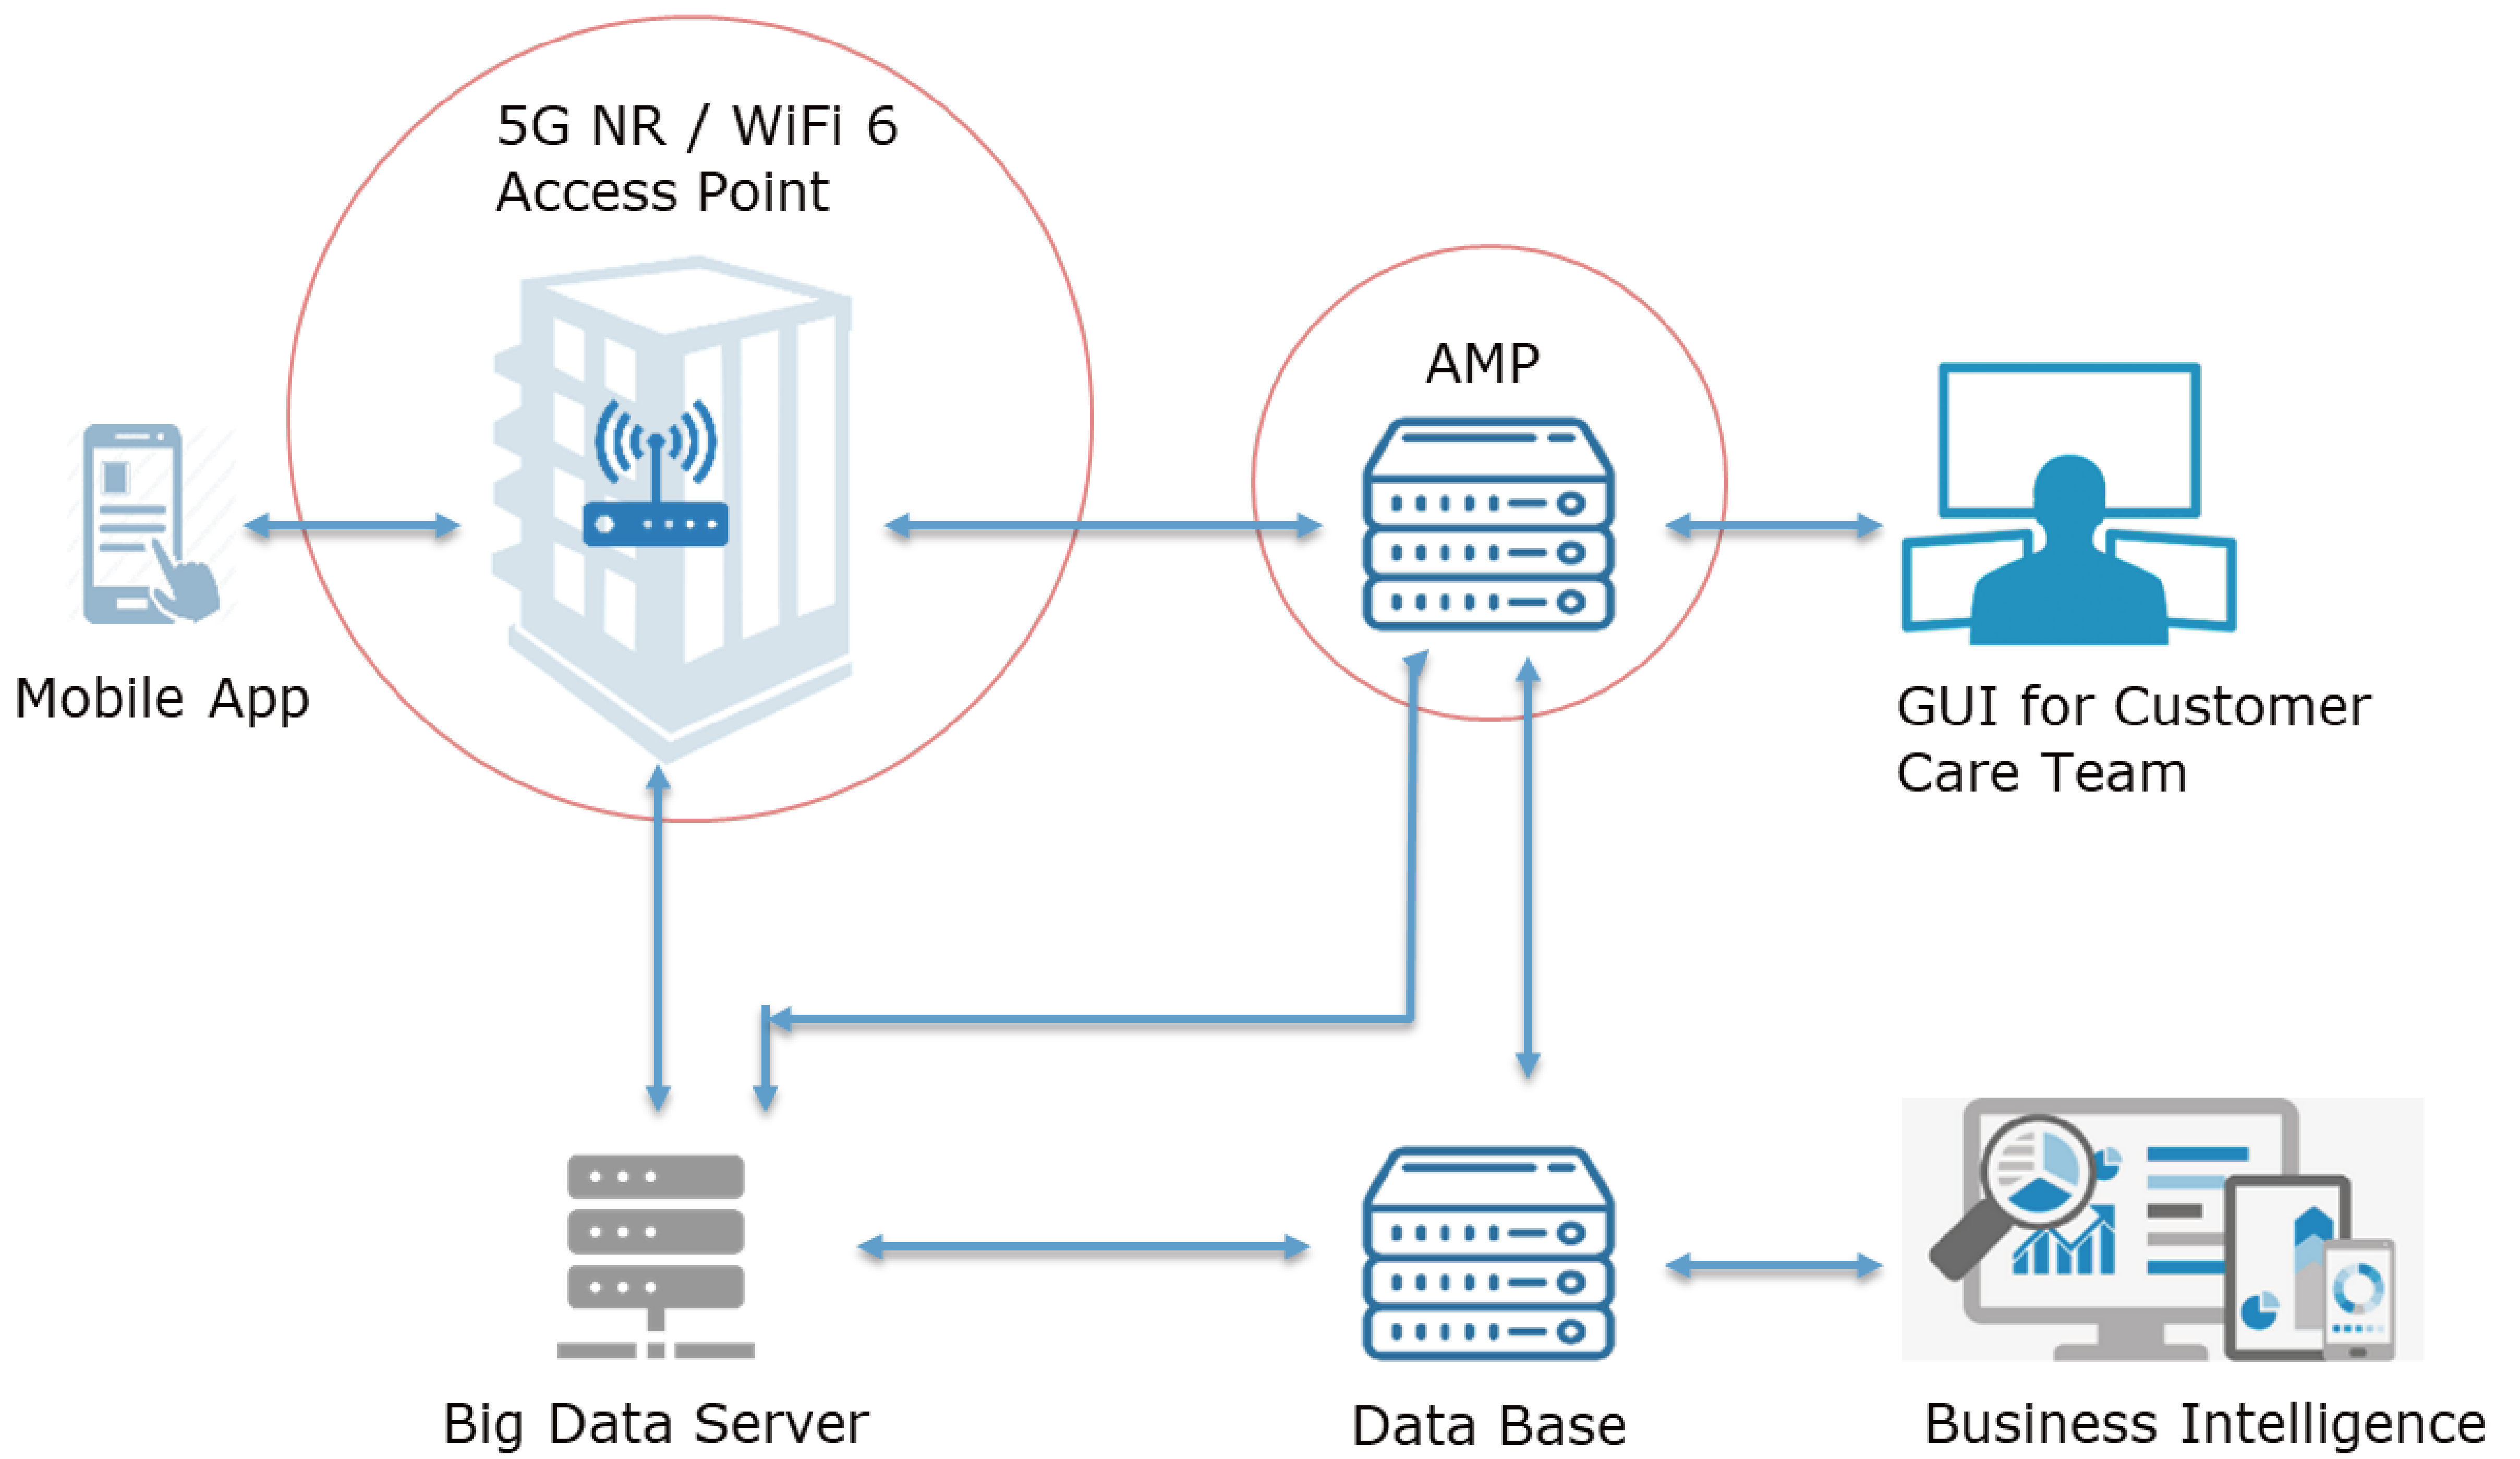 5G NR / WiFi 6
Access Point
AMP
Mobile App
GUI for Customer
Care Team
Big Data Server
Data Base
Business Intelligence